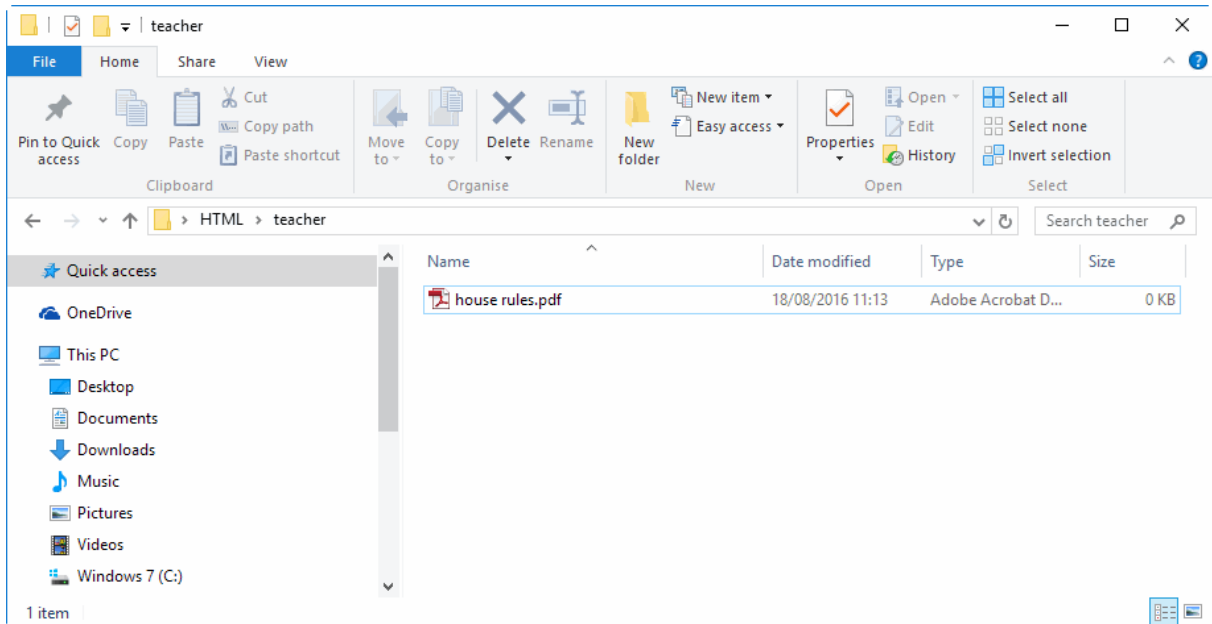 teacher
File Home Share View
Pin to Quick access
Copy
Paste
Cut
Copy path
Paste shortcut
Clipboard
Move to
Copy to
Delete
Rename
Organise
New folder
New item
Easy access
New
Properties
Open
Edit
History
Open
Select all
Select none
Invert selection
Select
HTML > teacher
Search teacher
Quick access
OneDrive
This PC
Desktop
Documents
Downloads
Music
Pictures
Videos
Windows 7 (C:)
Name Date modified Type Size
house rules.pdf 18/08/2016 11:13 Adobe Acrobat D... 0 KB
1 item